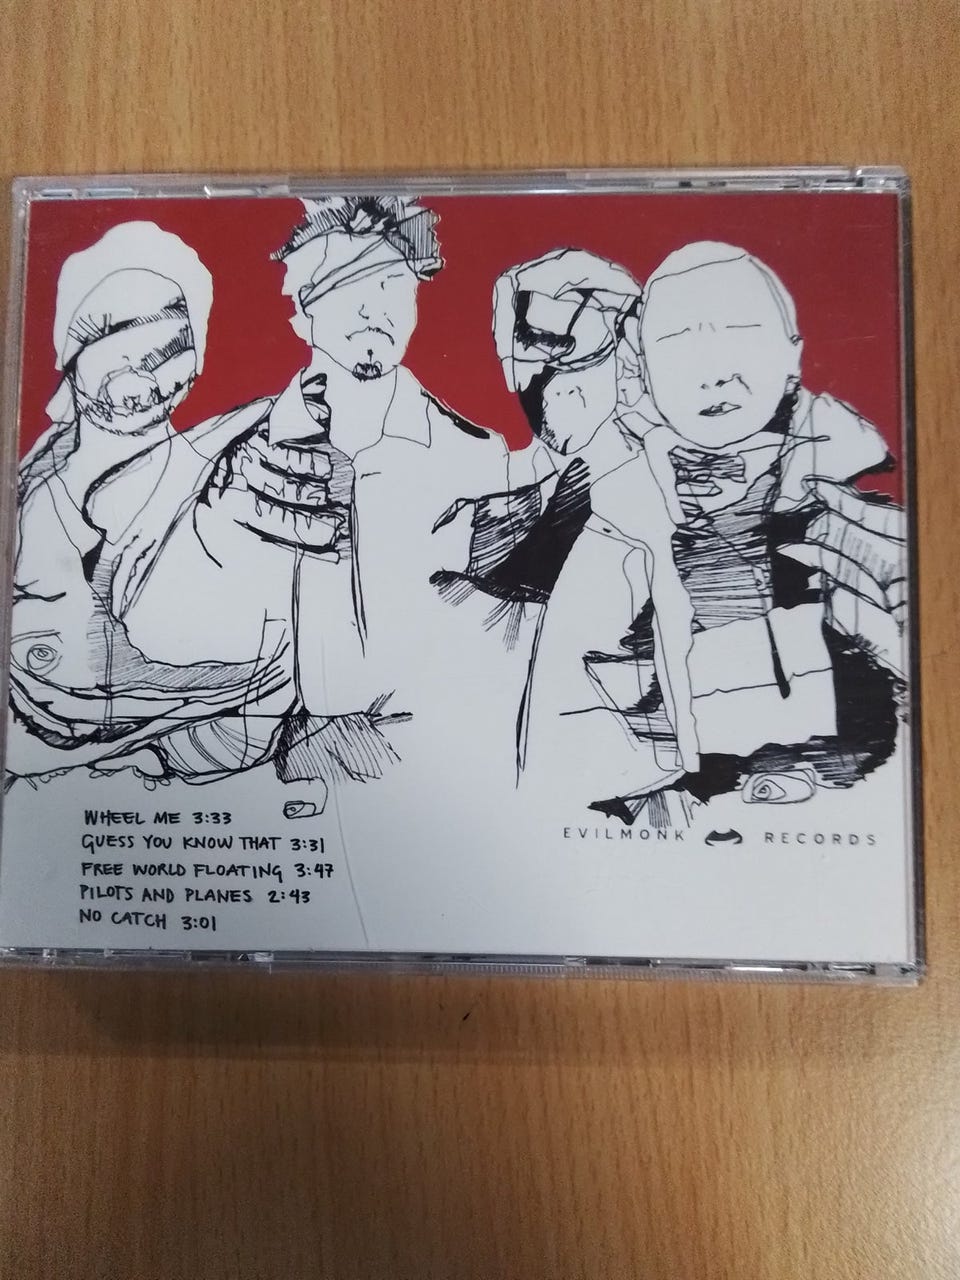 WHEEL ME 3:33
GUESS YOU KNOW THAT 3:31
FREE WORLD FLOATING 3:47
PILOTS AND PLANES 2:43
NO CATCH 3:01
EVILMONK RECORDS